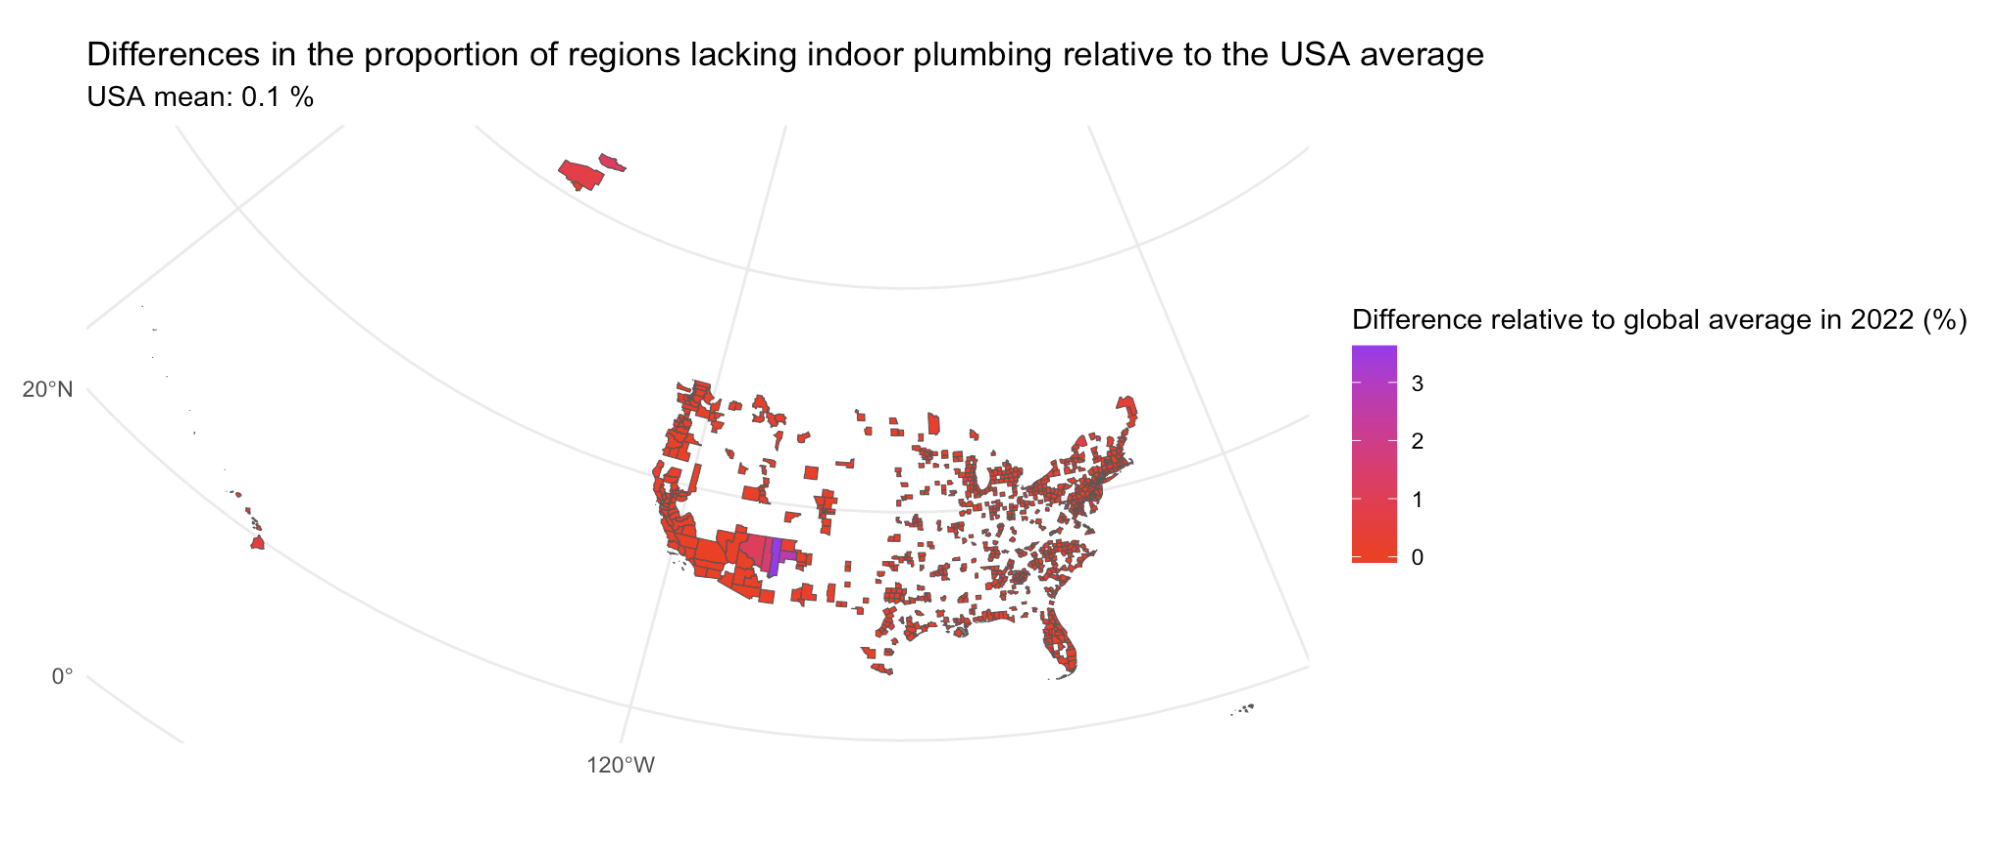 Differences in the proportion of regions lacking indoor plumbing relative to the USA average
USA mean: 0.1 %
Difference relative to global average in 2022 (%)
3
2
1
0
20°N
0°
120°W